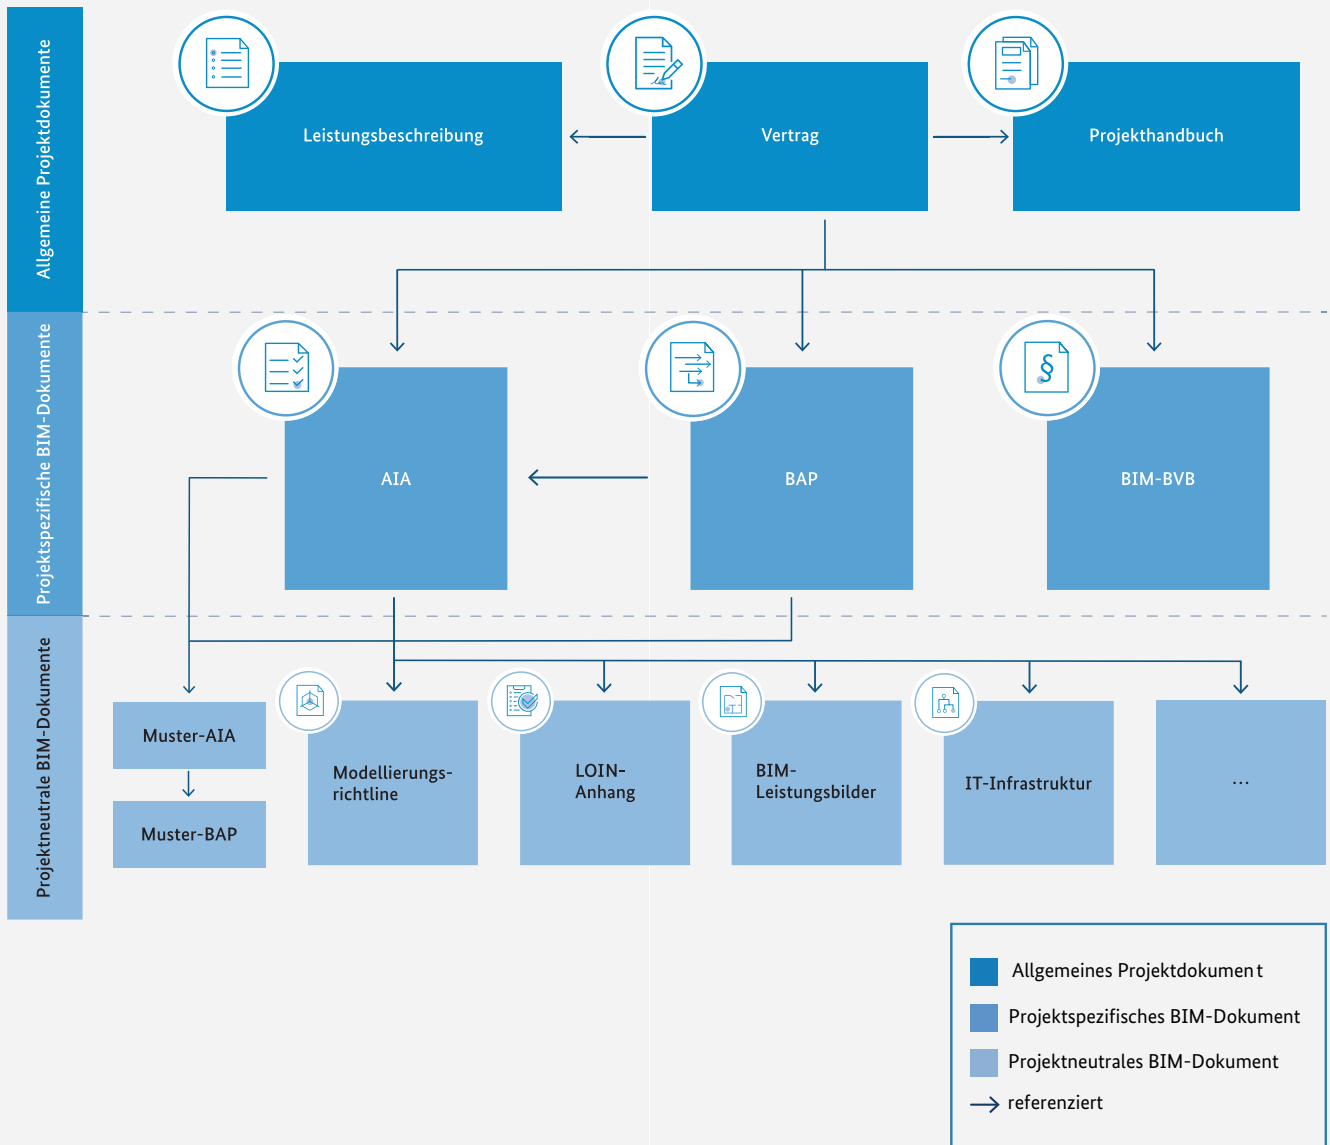 Allgemeine Projektdokumente
Leistungsbeschreibung
Vertrag
Projekthandbuch
Projektspezifische BIM-Dokumente
AIA
BAP
§
BIM-BVB
Projektneutrale BIM-Dokumente
Muster-AIA
Muster-BAP
Modellierungs-
richtline
LOIN-
Anhang
BIM-
Leistungsbilder
IT-Infrastruktur
...
Allgemeines Projektdokument
Projektspezifisches BIM-Dokument
Projektneutrales BIM-Dokument
referenziert